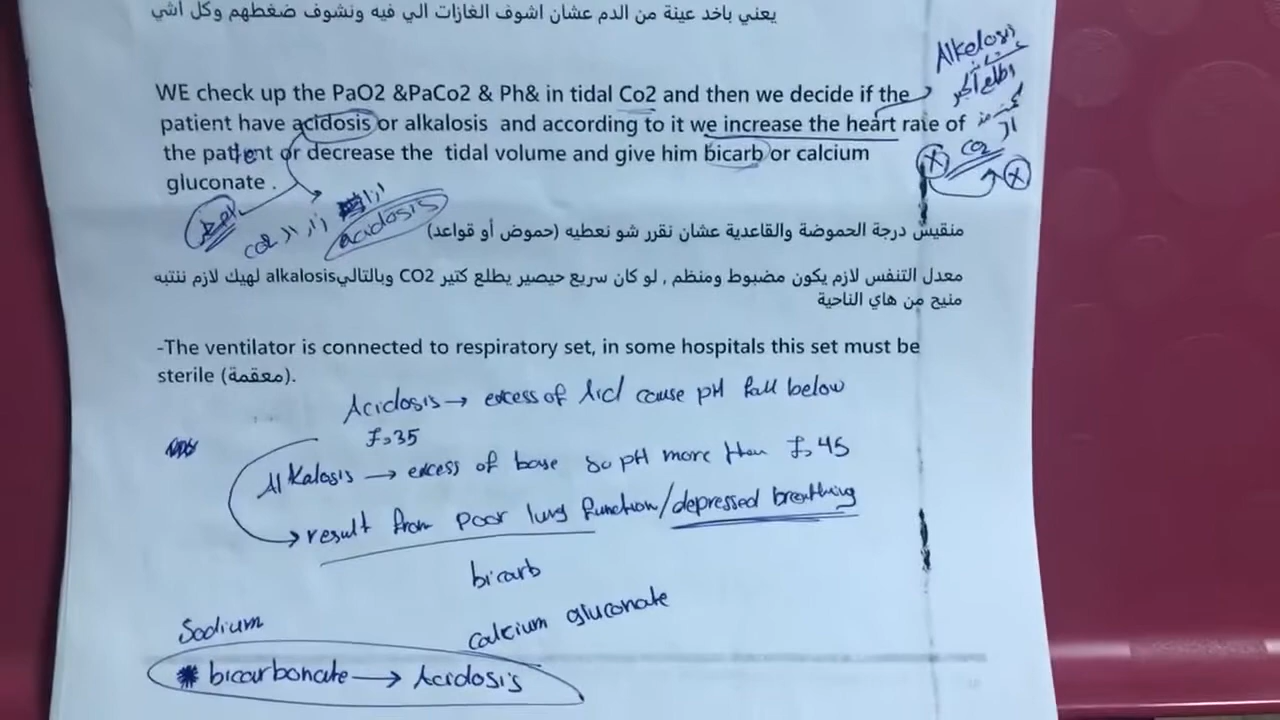 يعني باخد عينة من الدم عشان اشوف الغازات الي فيه ونشوف ضغطهم وكل اشي
Alkelosi
WE check up the PaO2 &PaCo2 & Ph& in tidal Co2 and then we decide if the
patient have acidosis or alkalosis and according to it we increase the heart rate of
the patient or decrease the tidal volume and give him bicarb or calcium
gluconate .
co2
acidosis
co2 ال زاد اذا
منقيس درجة الحموضة والقاعدية عشان نقرر شو نعطيه (حموض أو قواعد)
معدل التنفس لازم يكون مضبوط ومنظم , لو كان سريع حيصير يطلع كتير CO2 وبالتاليalkalosis لهيك لازم ننتبه
منيح من هاي الناحية
-The ventilator is connected to respiratory set, in some hospitals this set must be
sterile (معقمة).
Acidosis → excess of Acid cause pH fall below
7,35
Alkalosis → excess of base so pH more then 7,45
→ result from poor lung function/depressed breathing
bicarb
calcium gluconate
Sodium
bicarbonate → Acidosis